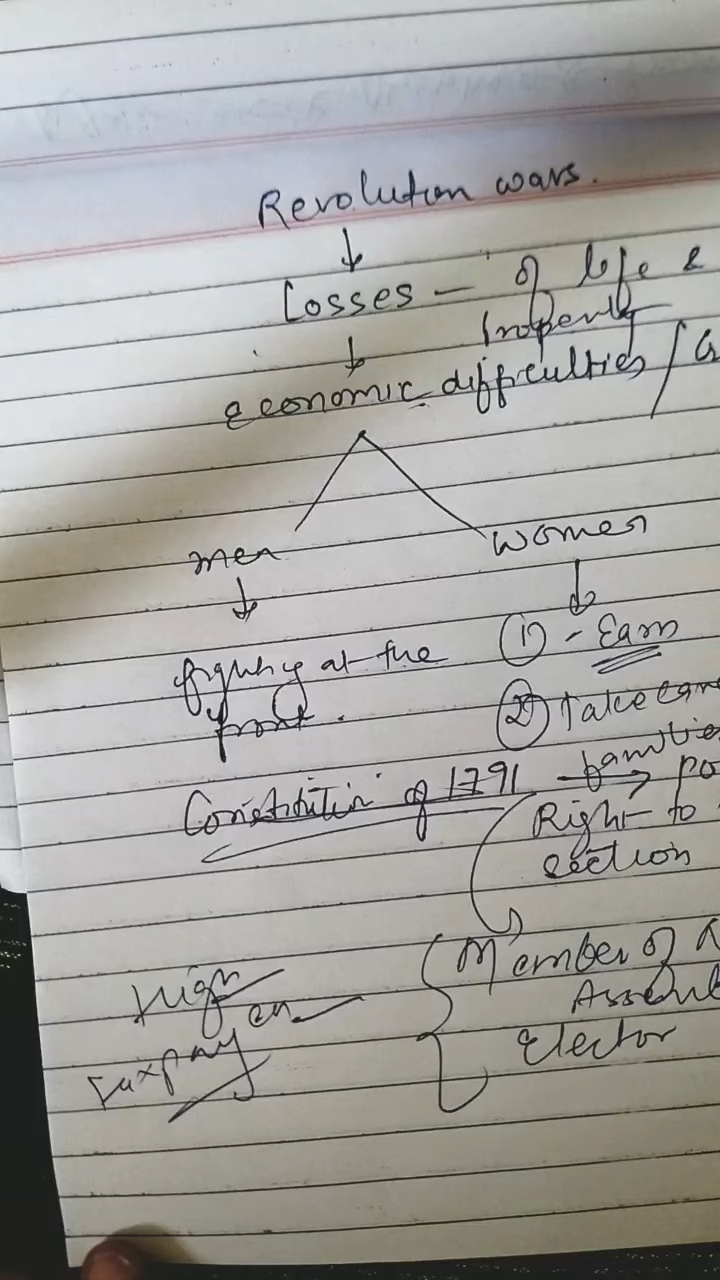 Revolution wars.
Losses - of life &
property
economic difficulties /
men
women
fighting at the
front.
① - Earn
② Take care
families
Constitution of 1791
Right to
section
Member of
Assemb
Elector
High
Taxpayer